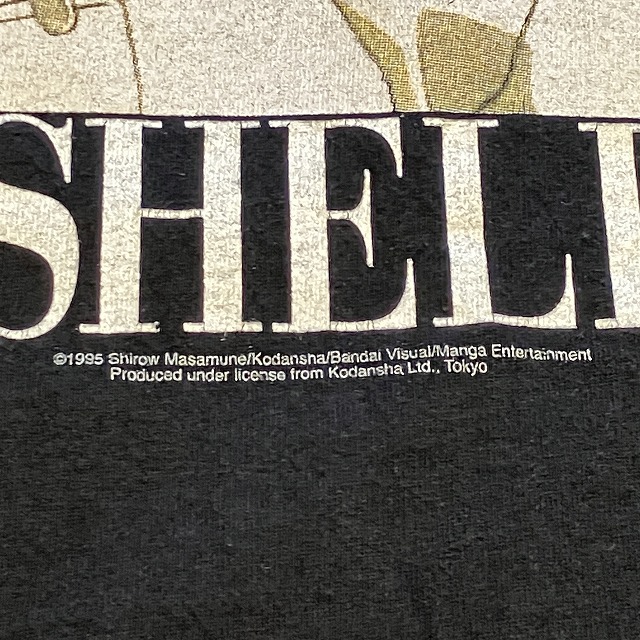 SHELL
©1995 Shirow Masamune/Kodansha/Bandai Visual/Manga Entertainment
Produced under license from Kodansha Ltd., Tokyo